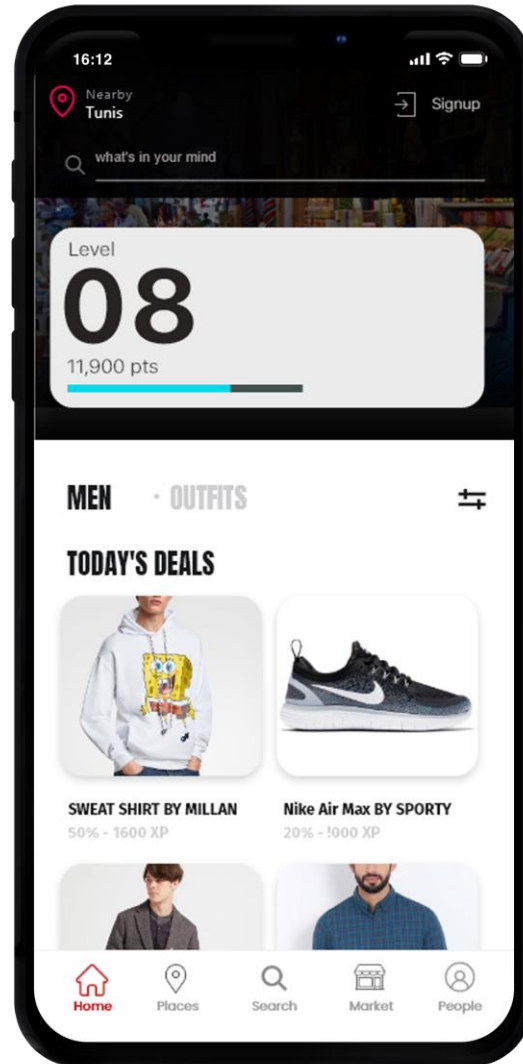 16:12
Nearby
Tunis
Signup
what's in your mind
Level
08
11,900 pts
MEN · OUTFITS
TODAY'S DEALS
SWEAT SHIRT BY MILLAN
50% - 1600 XP
Nike Air Max BY SPORTY
20% - !000 XP
Home
Places
Search
Market
People